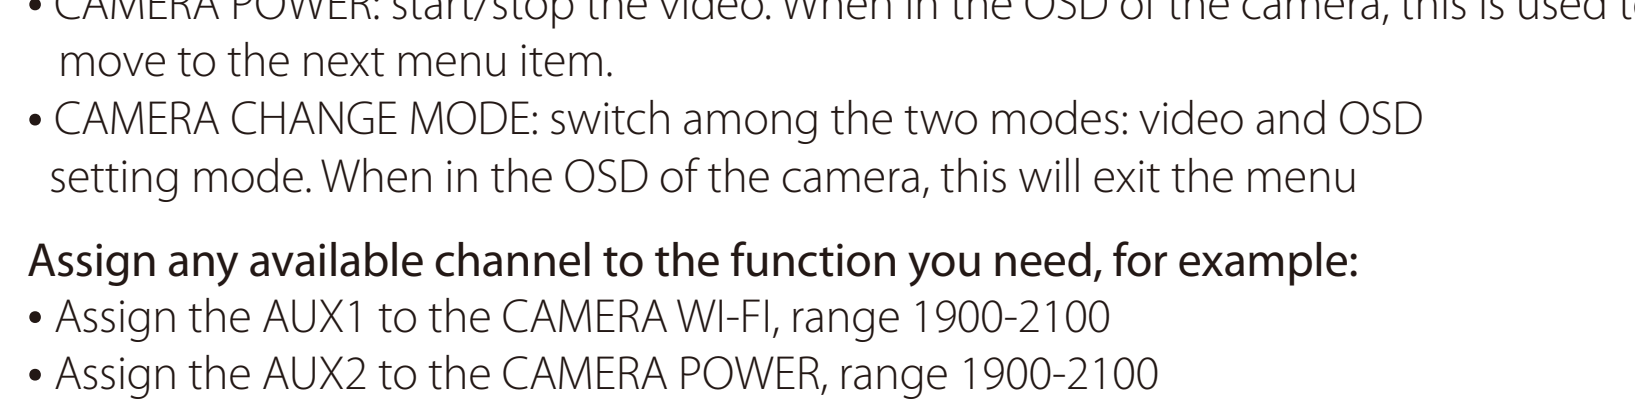 • CAMERA POWER: start/stop the video. When in the OSD of the camera, this is used to
move to the next menu item.
• CAMERA CHANGE MODE: switch among the two modes: video and OSD
setting mode. When in the OSD of the camera, this will exit the menu
Assign any available channel to the function you need, for example:
• Assign the AUX1 to the CAMERA WI-FI, range 1900-2100
• Assign the AUX2 to the CAMERA POWER, range 1900-2100